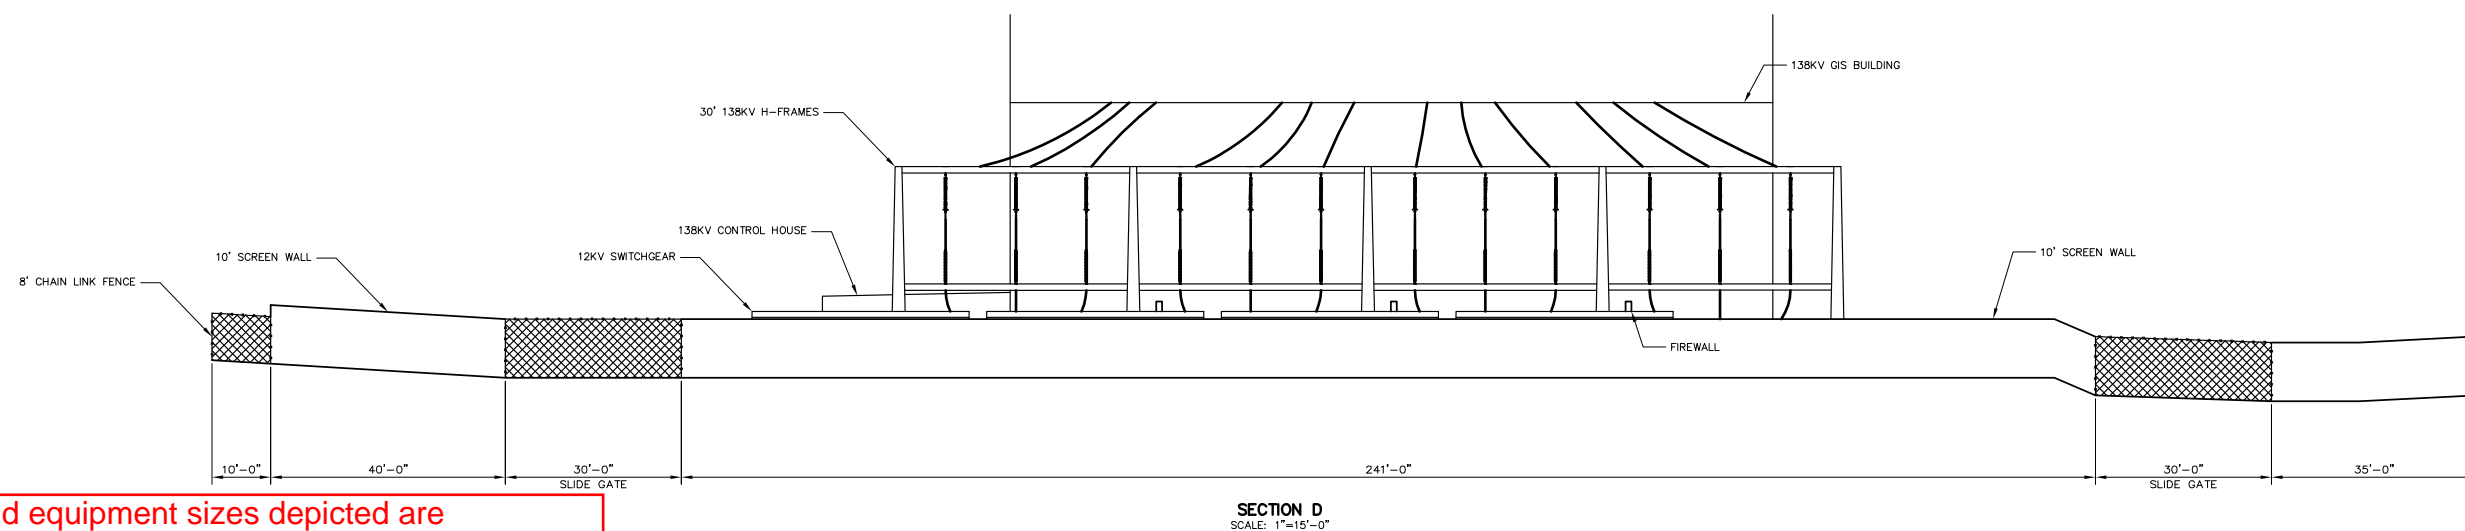 138KV GIS BUILDING
30' 138KV H-FRAMES
138KV CONTROL HOUSE
10' SCREEN WALL
12KV SWITCHGEAR
10' SCREEN WALL
8' CHAIN LINK FENCE
FIREWALL
10'-0"
40'-0"
30'-0"
SLIDE GATE
241'-0"
30'-0"
SLIDE GATE
35'-0"
d equipment sizes depicted are
SECTION D
SCALE: 1"=15'-0"